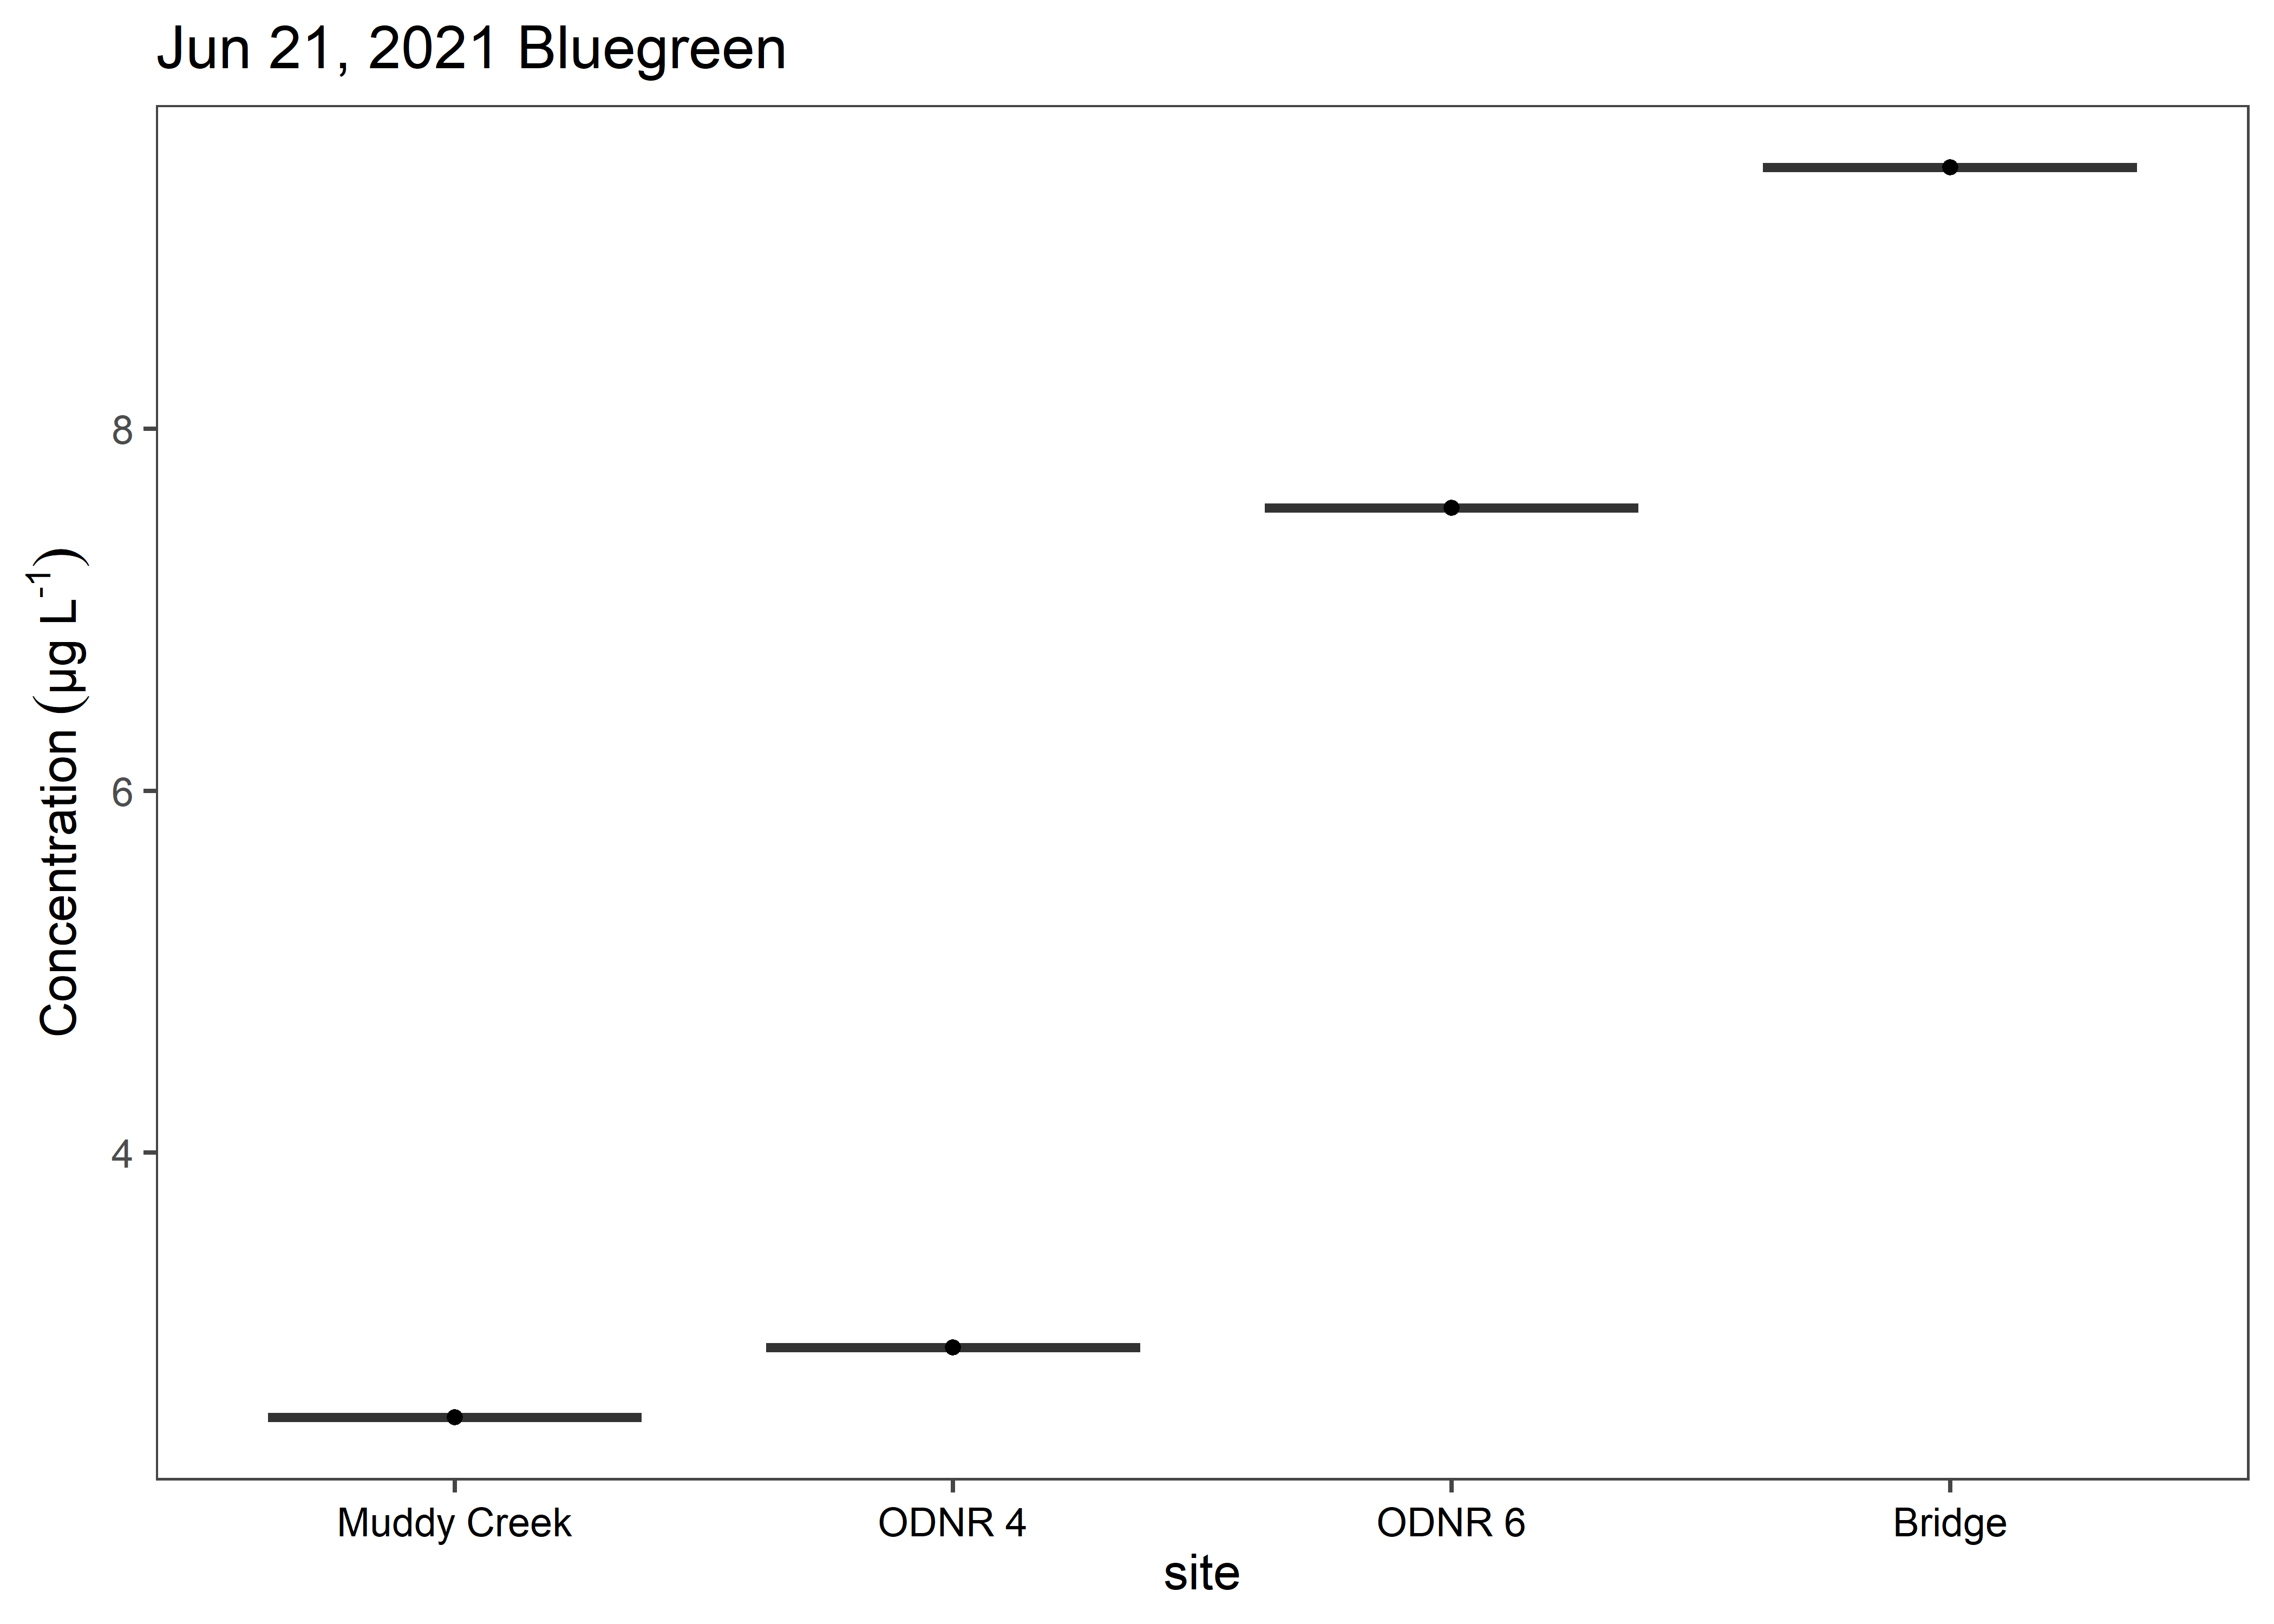 Jun 21, 2021 Bluegreen
Concentration (µg L⁻¹)
8
6
4
Muddy Creek
ODNR 4
ODNR 6
Bridge
site